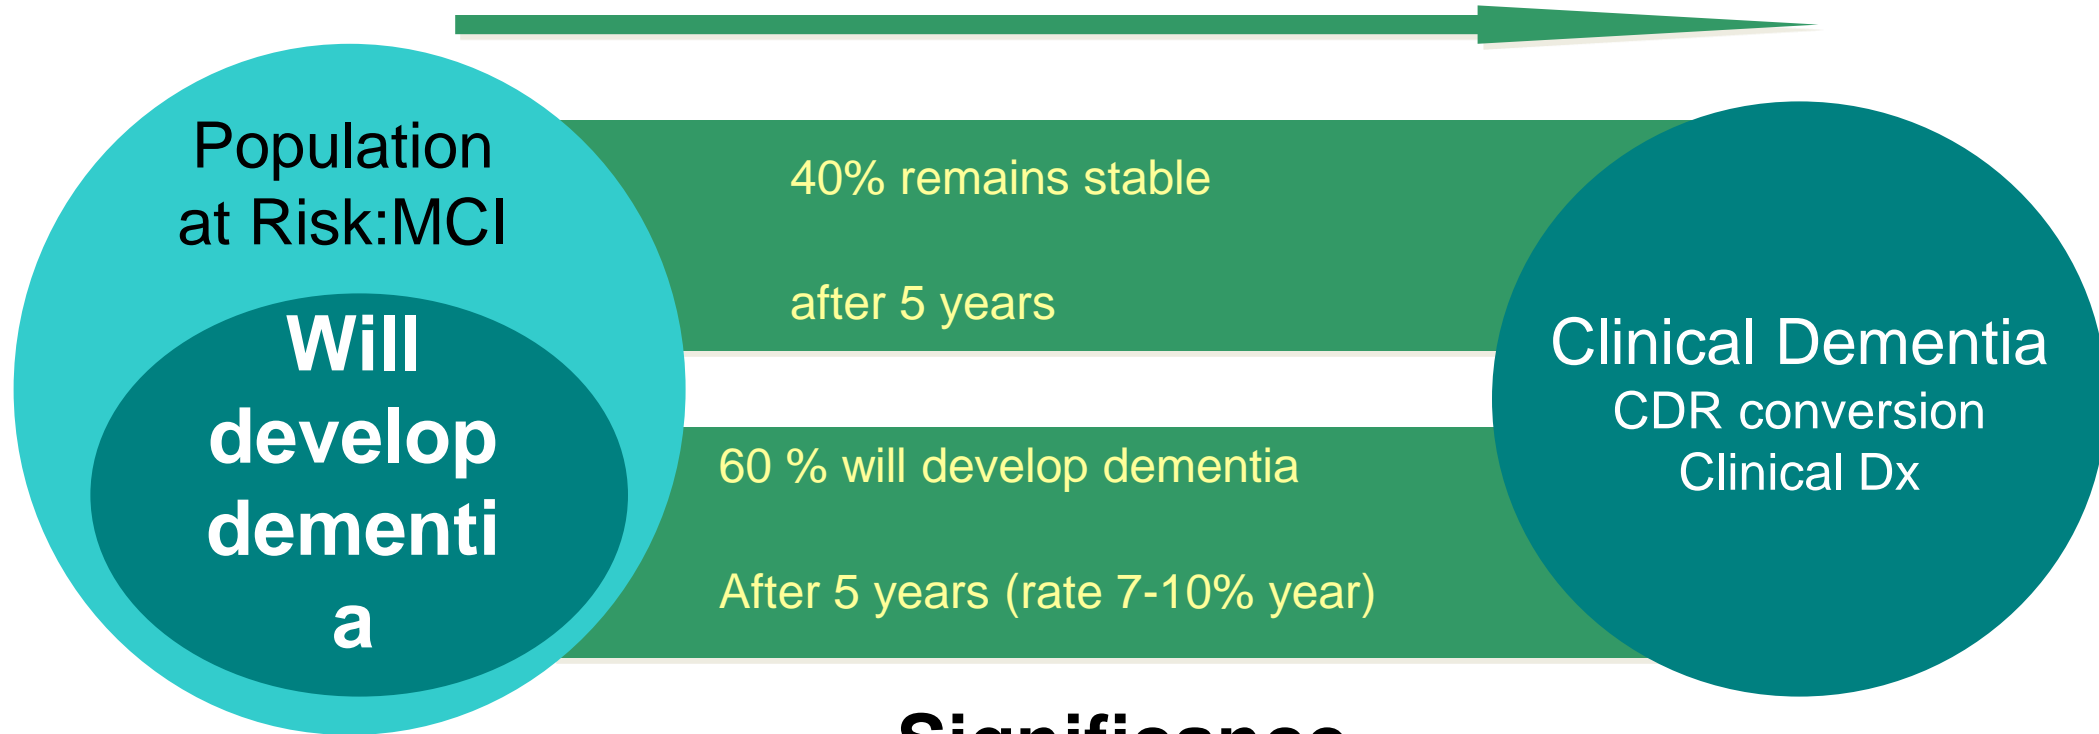 Population
at Risk:MCI
Will
develop
dementi
a
40% remains stable
after 5 years
60 % will develop dementia
After 5 years (rate 7-10% year)
Clinical Dementia
CDR conversion
Clinical Dx
Significance